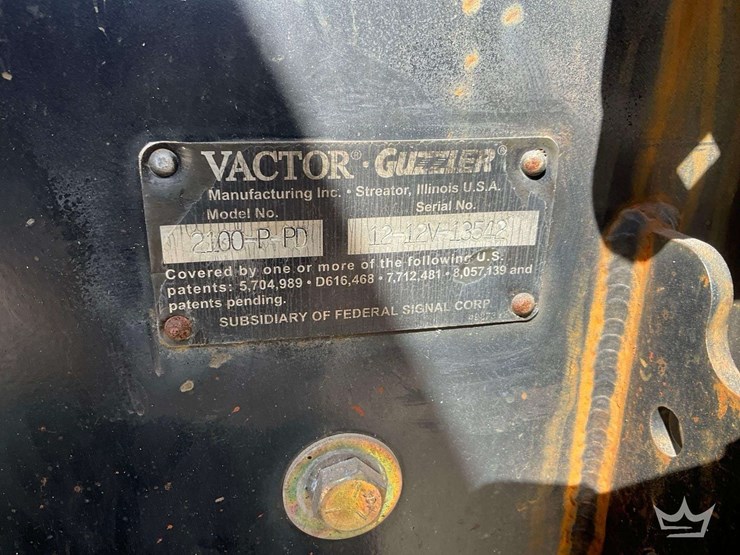 VACTOR® · GUZZLER®
Manufacturing Inc. • Streator, Illinois U.S.A.
Model No. Serial No.
2100-P-PD 12-12V-13542
Covered by one or more of the following U.S.
patents: 5,704,989 • D616,468 • 7,712,481 • 8,057,139 and
patents pending.
SUBSIDIARY OF FEDERAL SIGNAL CORP.